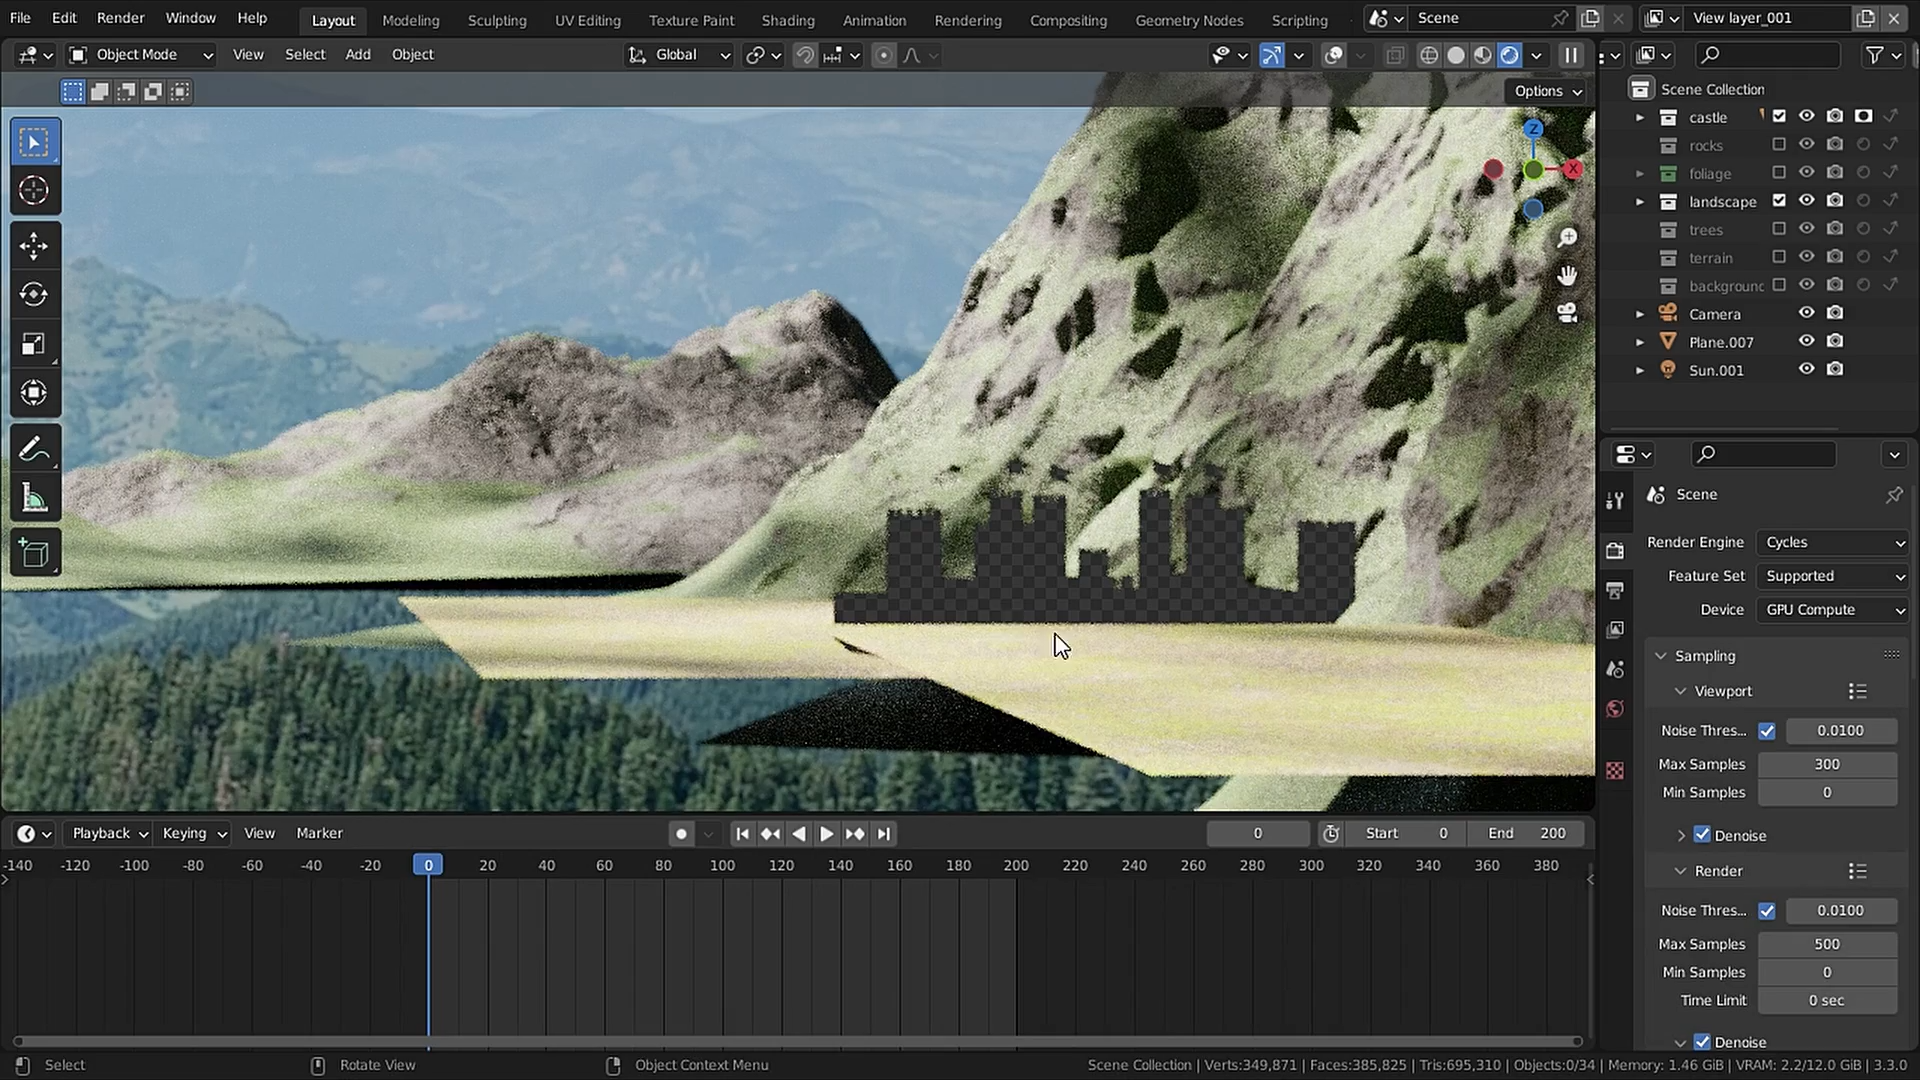 File Edit Render Window Help Layout Modeling Sculpting UV Editing Texture Paint Shading Animation Rendering Compositing Geometry Nodes Scripting Scene View layer_001
Object Mode View Select Add Object Global
Options
Z
X
Scene Collection
castle
rocks
foliage
landscape
trees
terrain
backgrounc
Camera
Plane.007
Sun.001
Scene
Render Engine Cycles
Feature Set Supported
Device GPU Compute
Sampling
Viewport
Noise Thres... 0.0100
Max Samples 300
Min Samples 0
Denoise
Render
Noise Thres... 0.0100
Max Samples 500
Min Samples 0
Time Limit 0 sec
Denoise
Playback Keying View Marker 0 Start 0 End 200
-140 -120 -100 -80 -60 -40 -20 0 20 40 60 80 100 120 140 160 180 200 220 240 260 280 300 320 340 360 380
Select Rotate View Object Context Menu Scene Collection | Verts:349,871 | Faces:385,825 | Tris:695,310 | Objects:0/34 | Memory: 1.46 GiB | VRAM: 2.2/12.0 GiB | 3.3.0